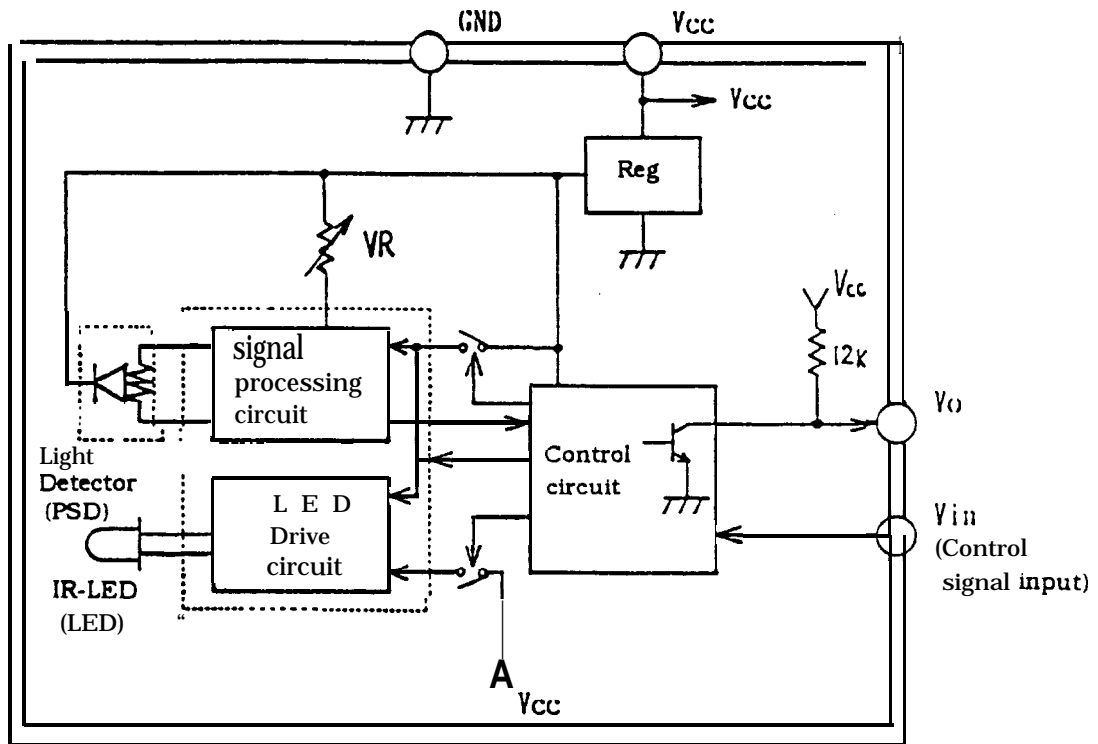 GND
Vcc
Vcc
Reg
VR
Vcc
12K
signal
processing
circuit
Vo
Light
Detector
(PSD)
Control
circuit
L E D
Drive
circuit
Vin
(Control
signal input)
IR-LED
(LED)
A
Vcc